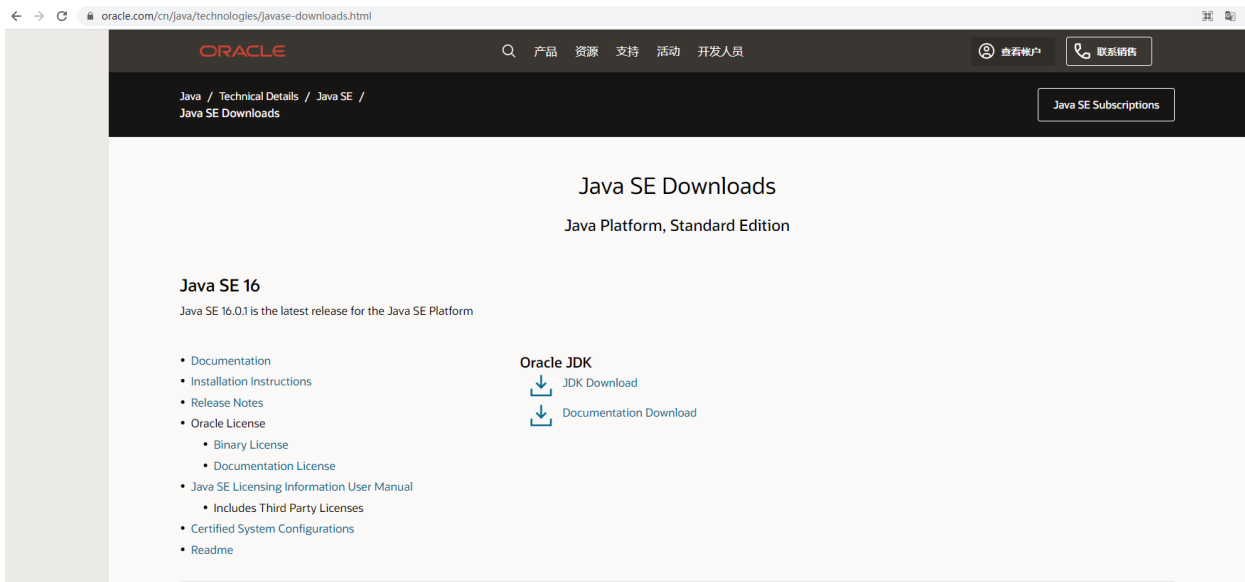 oracle.com/cn/java/technologies/javase-downloads.html
ORACLE
产品 资源 支持 活动 开发人员
查看帐户
联系销售
Java / Technical Details / Java SE /
Java SE Downloads
Java SE Subscriptions
Java SE Downloads
Java Platform, Standard Edition
Java SE 16
Java SE 16.0.1 is the latest release for the Java SE Platform
• Documentation
• Installation Instructions
• Release Notes
• Oracle License
• Binary License
• Documentation License
• Java SE Licensing Information User Manual
• Includes Third Party Licenses
• Certified System Configurations
• Readme
Oracle JDK
JDK Download
Documentation Download